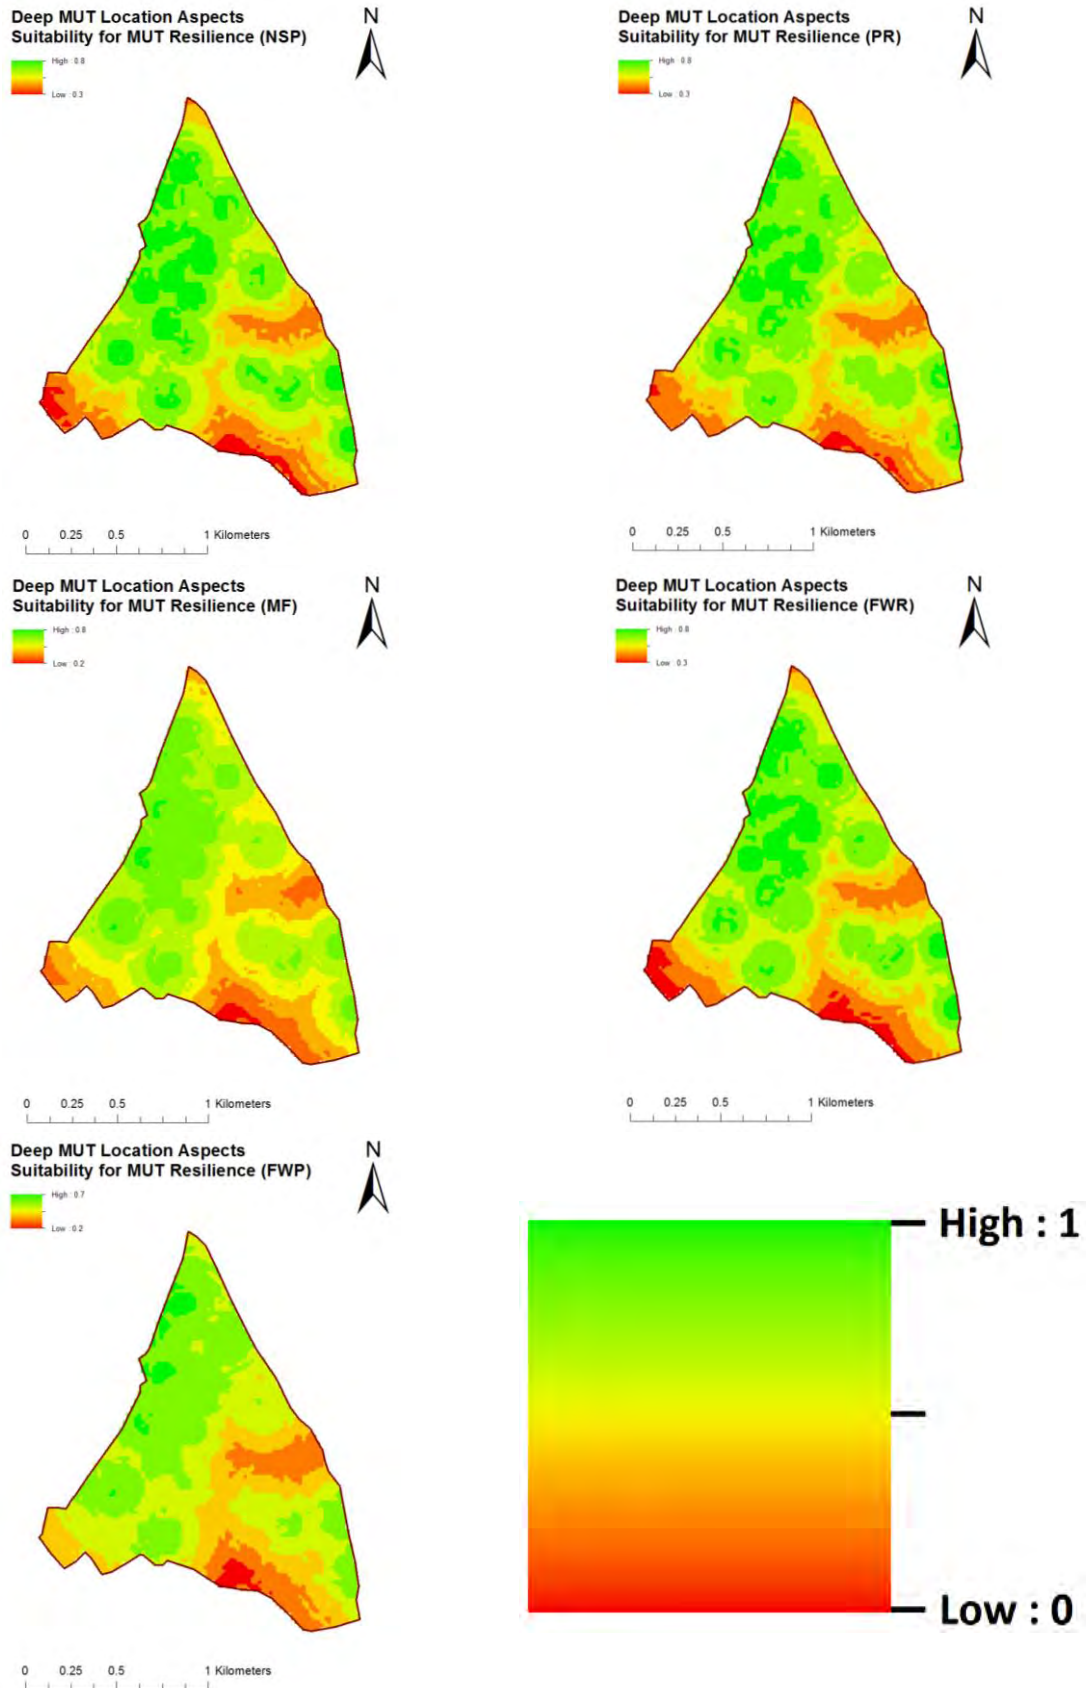 Deep MUT Location Aspects
Suitability for MUT Resilience (NSP)
High : 0.8
Low : 0.3
N
0 0.25 0.5 1 Kilometers
Deep MUT Location Aspects
Suitability for MUT Resilience (PR)
High : 0.8
Low : 0.3
N
0 0.25 0.5 1 Kilometers
Deep MUT Location Aspects
Suitability for MUT Resilience (MF)
High : 0.8
Low : 0.2
N
0 0.25 0.5 1 Kilometers
Deep MUT Location Aspects
Suitability for MUT Resilience (FWR)
High : 0.8
Low : 0.3
N
0 0.25 0.5 1 Kilometers
Deep MUT Location Aspects
Suitability for MUT Resilience (FWP)
High : 0.7
Low : 0.2
N
0 0.25 0.5 1 Kilometers
High : 1
Low : 0